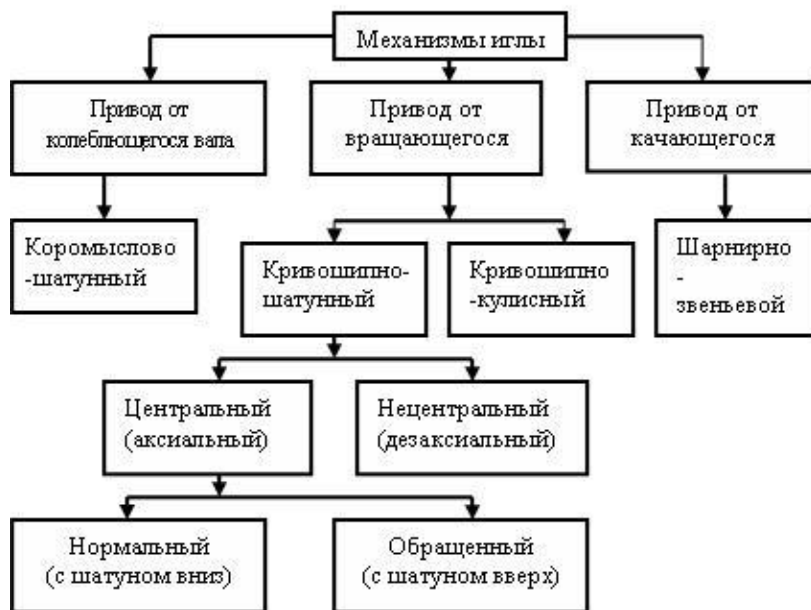 Механизмы иглы
Привод от
колеблющегося вала
Привод от
вращающегося
Привод от
качающегося
Коромыслово
-шатунный
Кривошипно-
шатунный
Кривошипно
-кулисный
Шарнирно
-
звеньевой
Центральный
(аксиальный)
Нецентральный
(дезаксиальный)
Нормальный
(с шатуном вниз)
Обращенный
(с шатуном вверх)